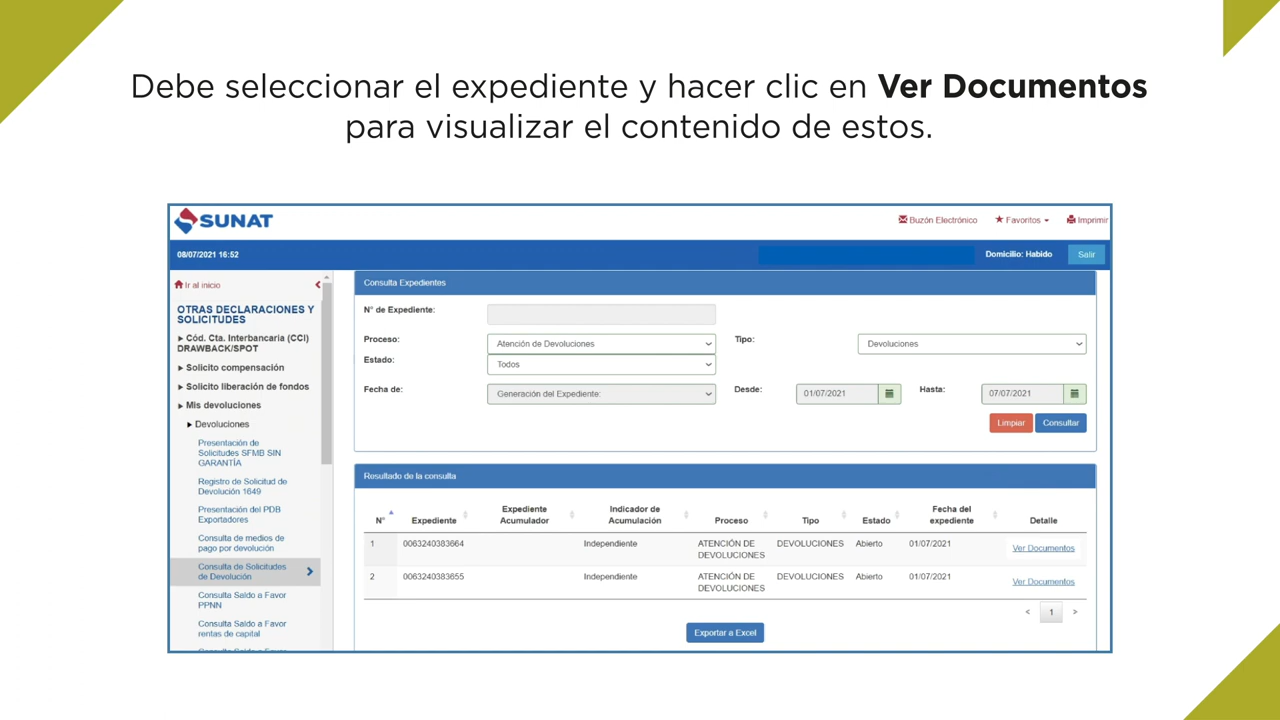 Debe seleccionar el expediente y hacer clic en Ver Documentos
para visualizar el contenido de estos.
SUNAT
Buzón Electrónico
Favoritos
Imprimir
08/07/2021 16:52
Domicilio: Habido
Salir
Ir al inicio
OTRAS DECLARACIONES Y
SOLICITUDES
Cód. Cta. Interbancaria (CCI)
DRAWBACK/SPOT
Solicito compensación
Solicito liberación de fondos
Mis devoluciones
Devoluciones
Presentación de
Solicitudes SFMB SIN
GARANTÍA
Registro de Solicitud de
Devolución 1649
Presentación del PDB
Exportadores
Consulta de medios de
pago por devolución
Consulta de Solicitudes
de Devolución
Consulta Saldo a Favor
PPNN
Consulta Saldo a Favor
rentas de capital
Consulta Expedientes
N° de Expediente:
Proceso: Atención de Devoluciones Tipo: Devoluciones
Estado: Todos
Fecha de: Generación del Expediente: Desde: 01/07/2021 Hasta: 07/07/2021
Limpiar Consultar
Resultado de la consulta
N° Expediente Expediente Acumulador Indicador de Acumulación Proceso Tipo Estado Fecha del expediente Detalle
1 0063240383664 Independiente ATENCIÓN DE DEVOLUCIONES DEVOLUCIONES Abierto 01/07/2021 Ver Documentos
2 0063240383655 Independiente ATENCIÓN DE DEVOLUCIONES DEVOLUCIONES Abierto 01/07/2021 Ver Documentos
< 1 >
Exportar a Excel